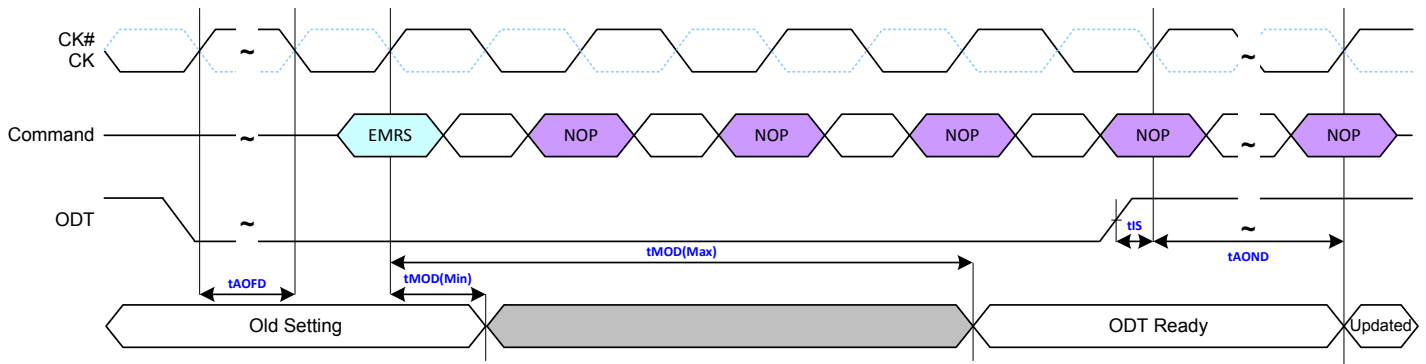 CK#
CK
~ ~
Command
~ EMRS NOP NOP NOP NOP ~ NOP
ODT
~ ~
tIS
tMOD(Max)
tAOND
tAOFD
tMOD(Min)
Old Setting
ODT Ready
Updated